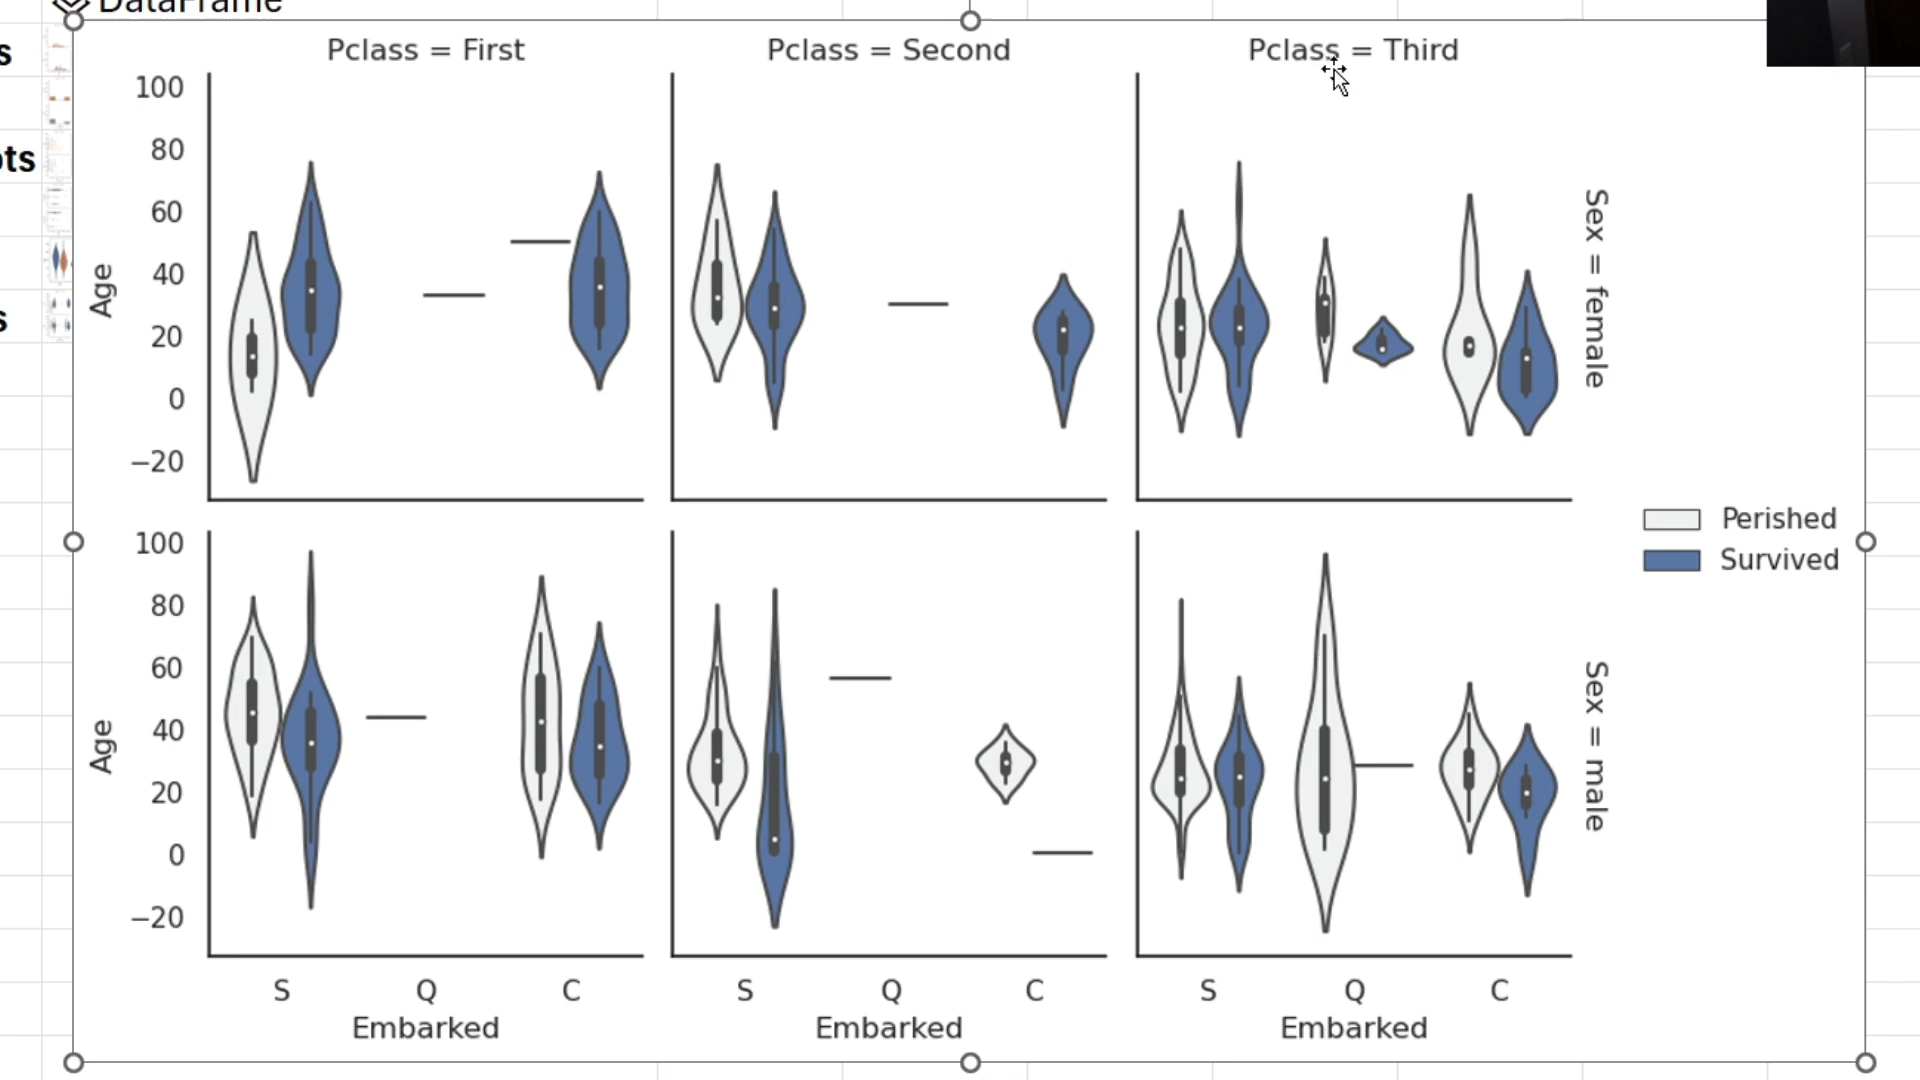 DataFrame
s
pts
s
Pclass = First
Pclass = Second
Pclass = Third
100
80
60
40
20
0
−20
Age
Sex = female
Perished
Survived
100
80
60
40
20
0
−20
Age
Sex = male
S Q C
S Q C
S Q C
Embarked
Embarked
Embarked